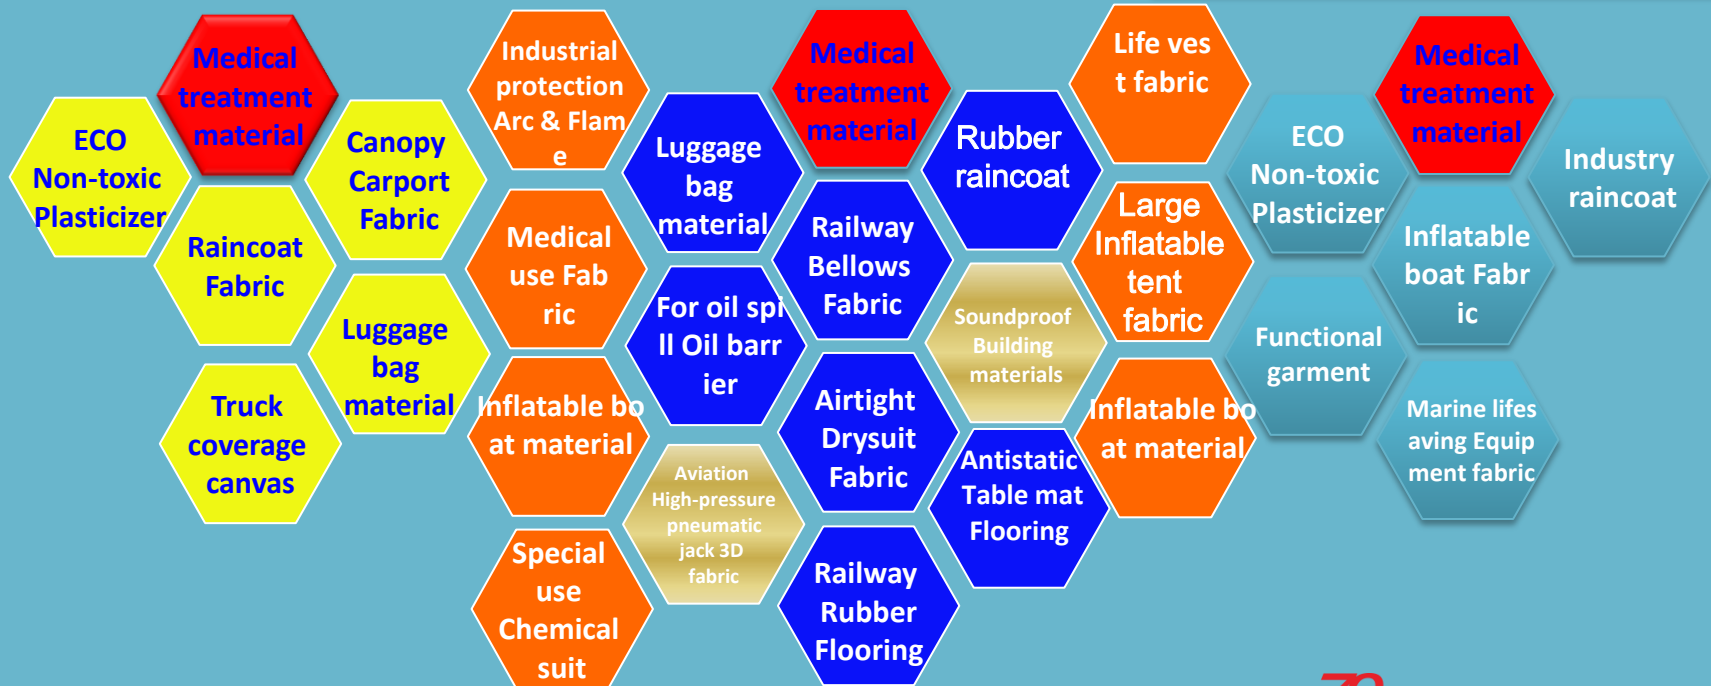 Medical
treatment
material
ECO
Non-toxic
Plasticizer
Canopy
Carport
Fabric
Raincoat
Fabric
Luggage
bag
material
Truck
coverage
canvas
Industrial
protection
Arc & Flam
e
Medical
use Fab
ric
Inflatable bo
at material
Special
use
Chemical
suit
Luggage
bag
material
For oil spi
ll Oil barr
ier
Aviation
High-pressure
pneumatic
jack 3D
fabric
Medical
treatment
material
Railway
Bellows
Fabric
Airtight
Drysuit
Fabric
Railway
Rubber
Flooring
Rubber
raincoat
Soundproof
Building
materials
Antistatic
Table mat
Flooring
Life ves
t fabric
Large
Inflatable
tent
fabric
Inflatable bo
at material
ECO
Non-toxic
Plasticizer
Functional
garment
Medical
treatment
material
Inflatable
boat Fabr
ic
Marine lifes
aving Equip
ment fabric
Industry
raincoat